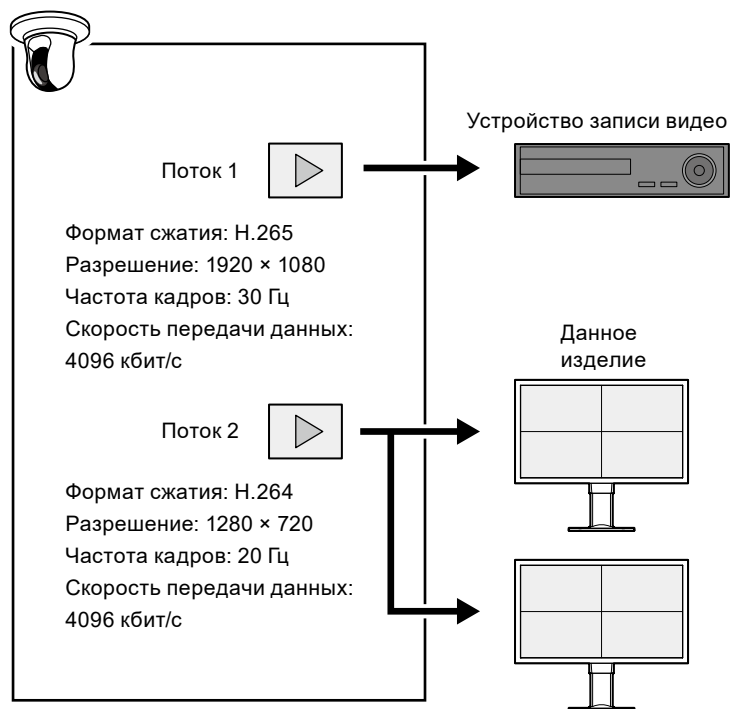 Устройство записи видео
Поток 1
Формат сжатия: H.265
Разрешение: 1920 × 1080
Частота кадров: 30 Гц
Скорость передачи данных:
4096 кбит/с
Данное
изделие
Поток 2
Формат сжатия: H.264
Разрешение: 1280 × 720
Частота кадров: 20 Гц
Скорость передачи данных:
4096 кбит/с